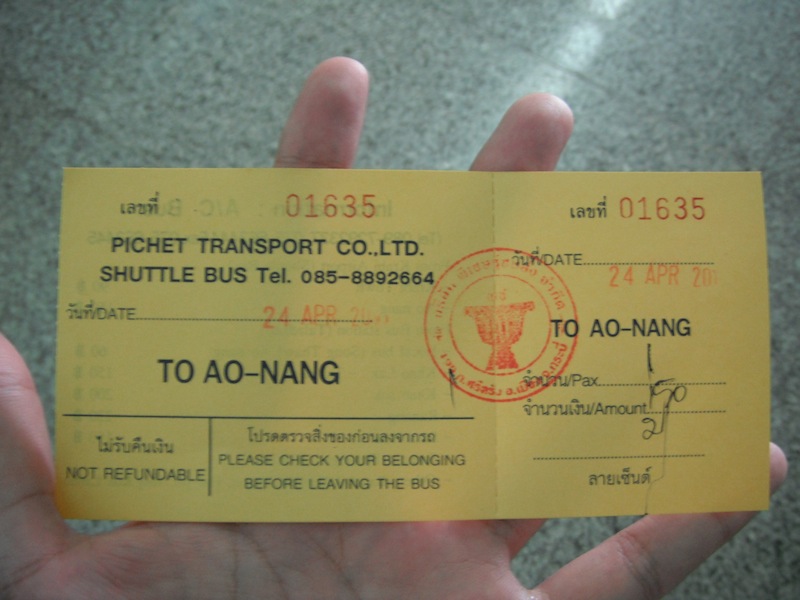 เลขที่ 01635
PICHET TRANSPORT CO.,LTD.
SHUTTLE BUS Tel. 085-8892664
วันที่/DATE 24 APR
TO AO-NANG
ไม่รับคืนเงิน
NOT REFUNDABLE
โปรดตรวจสิ่งของก่อนลงจากรถ
PLEASE CHECK YOUR BELONGING
BEFORE LEAVING THE BUS
เลขที่ 01635
วันที่/DATE
24 APR
TO AO-NANG
จำนวน/Pax
จำนวนเงิน/Amount
ลายเซ็นต์